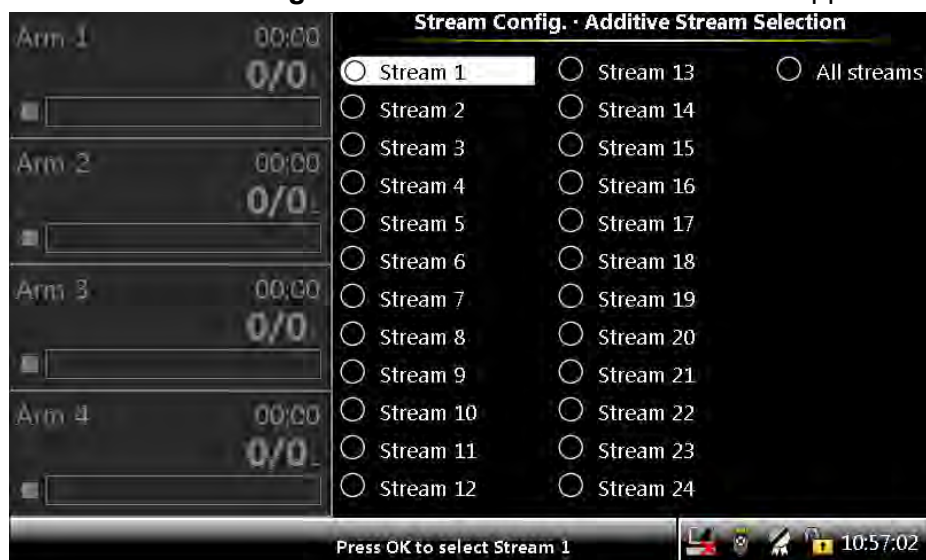 Stream Config. · Additive Stream Selection
Arm 1 00:00
0/0
Arm 2 00:00
0/0
Arm 3 00:00
0/0
Arm 4 00:00
0/0
Stream 1
Stream 2
Stream 3
Stream 4
Stream 5
Stream 6
Stream 7
Stream 8
Stream 9
Stream 10
Stream 11
Stream 12
Stream 13
Stream 14
Stream 15
Stream 16
Stream 17
Stream 18
Stream 19
Stream 20
Stream 21
Stream 22
Stream 23
Stream 24
All streams
Press OK to select Stream 1
10:57:02